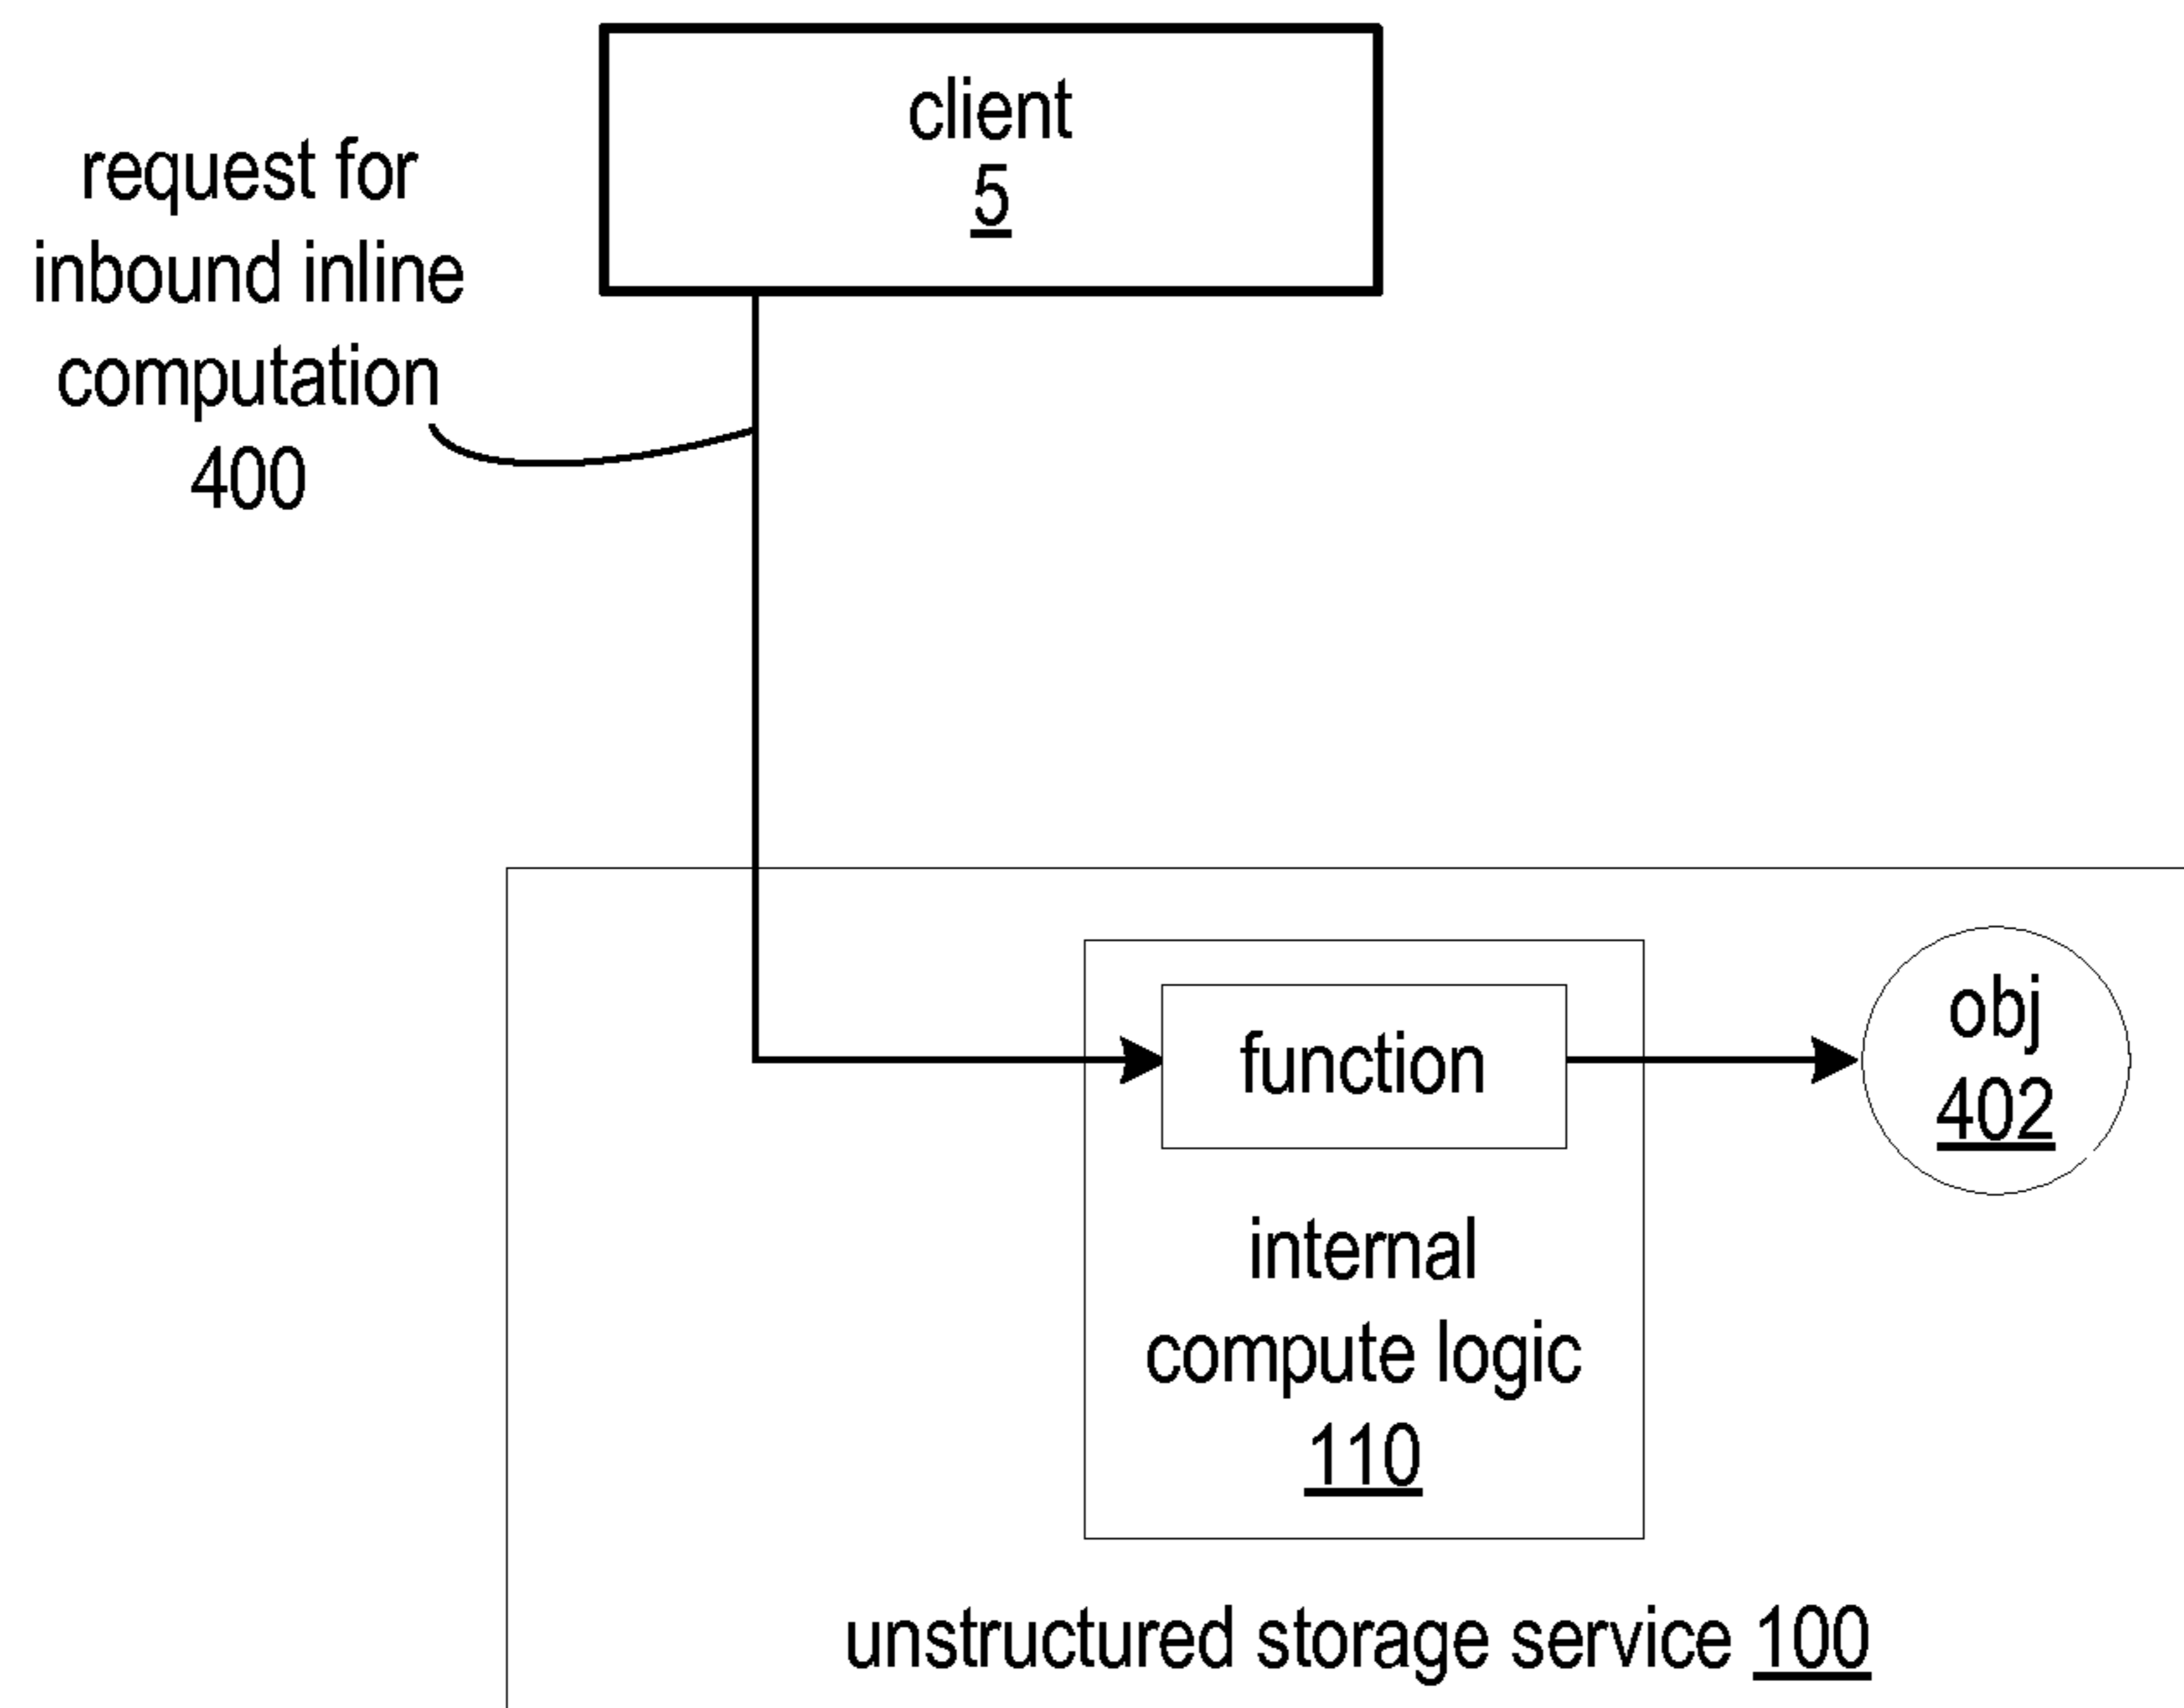 client
5
request for
inbound inline
computation
400
function
obj
402
internal
compute logic
110
unstructured storage service 100